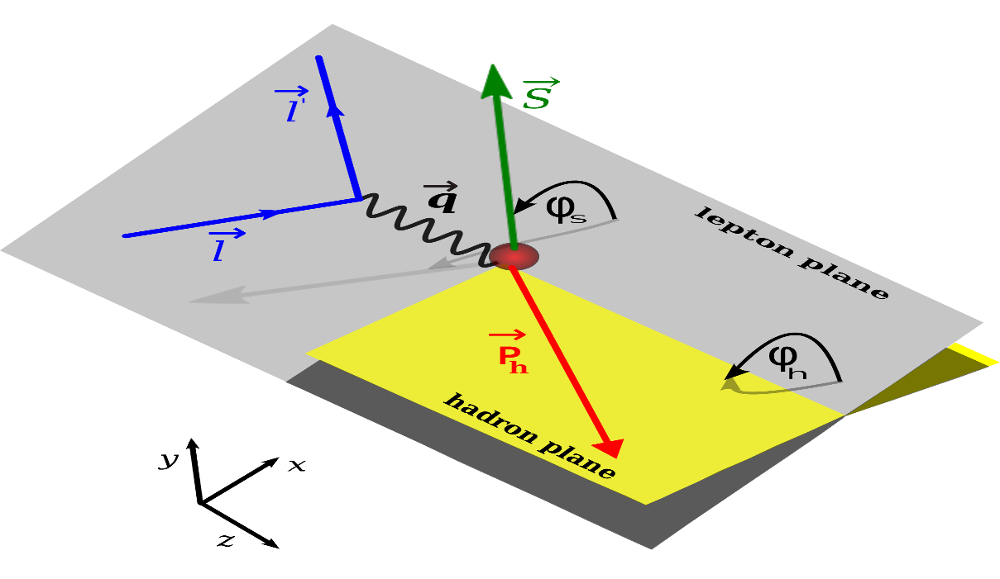 l'
S
q
φs
l
lepton plane
Ph
φh
hadron plane
y
x
z